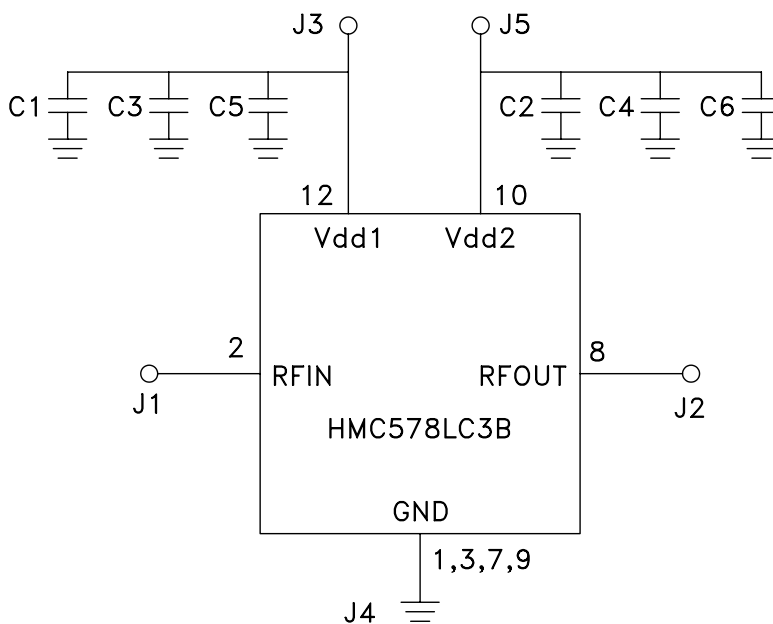 J3 J5
C1 C3 C5 C2 C4 C6
12 10
Vdd1 Vdd2
2 8
RFIN RFOUT
J1 J2
HMC578LC3B
GND
1,3,7,9
J4